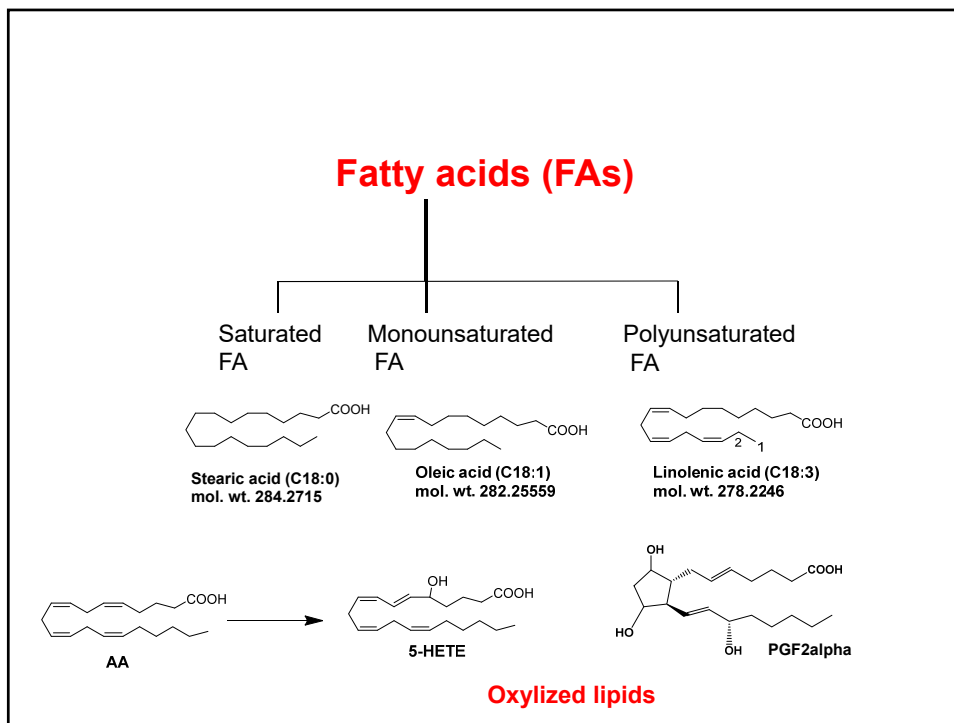 Fatty acids (FAs)
Saturated
FA
Monounsaturated
FA
Polyunsaturated
FA
COOH
Stearic acid (C18:0)
mol. wt. 284.2715
COOH
Oleic acid (C18:1)
mol. wt. 282.25559
COOH
2
1
Linolenic acid (C18:3)
mol. wt. 278.2246
COOH
AA
OH
COOH
5-HETE
OH
COOH
HO
OH
PGF2alpha
Oxylized lipids